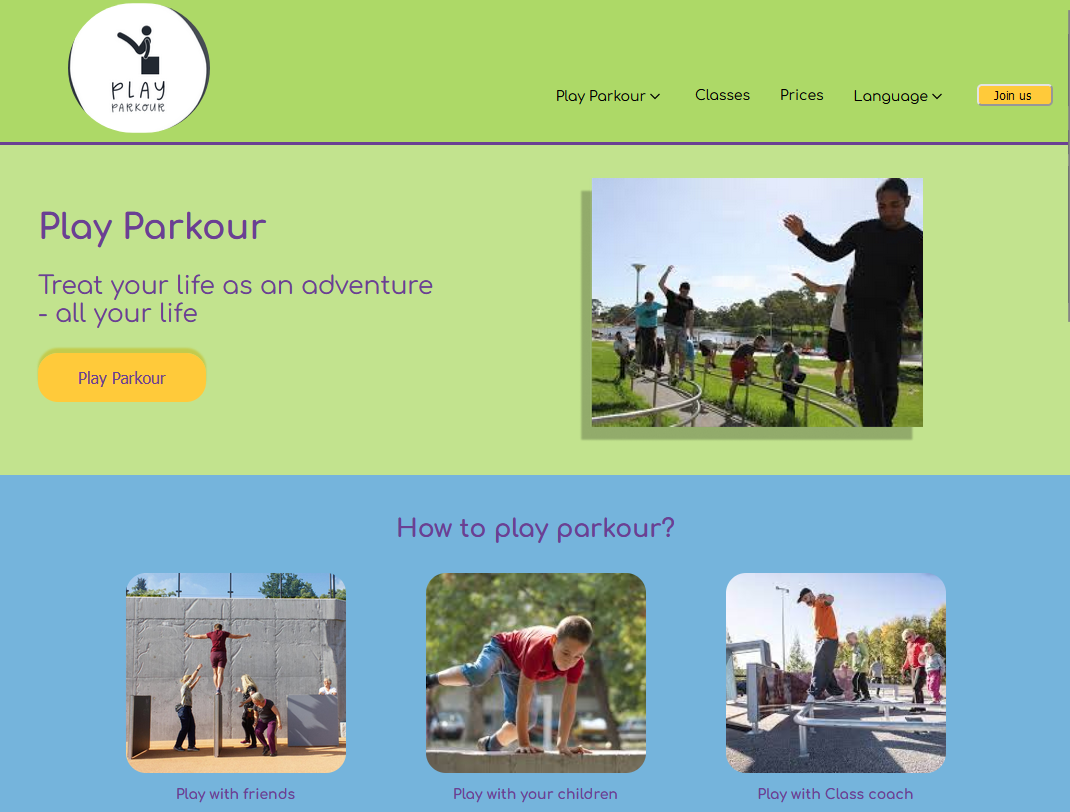 PLAY
PARKOUR
Play Parkour
Classes
Prices
Language
Join us
Play Parkour
Treat your life as an adventure
- all your life
Play Parkour
How to play parkour?
Play with friends
Play with your children
Play with Class coach